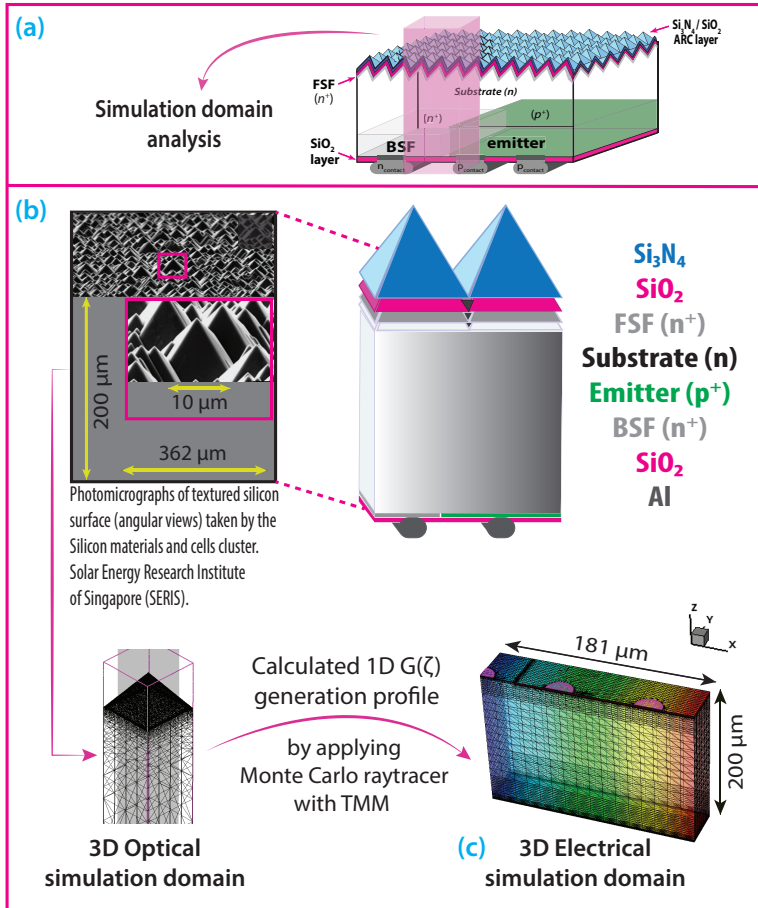 (a)
Si₃N₄ / SiO₂
ARC layer
FSF
(n⁺)
Substrate (n)
Simulation domain
analysis
(n⁺)
(p⁺)
SiO₂
layer
BSF
emitter
n contact
p contact
p contact
(b)
200 µm
10 µm
362 µm
Photomicrographs of textured silicon
surface (angular views) taken by the
Silicon materials and cells cluster.
Solar Energy Research Institute
of Singapore (SERIS).
Si₃N₄
SiO₂
FSF (n⁺)
Substrate (n)
Emitter (p⁺)
BSF (n⁺)
SiO₂
Al
Calculated 1D G(ζ)
generation profile
by applying
Monte Carlo raytracer
with TMM
Z
Y
X
181 µm
200 µm
3D Optical
simulation domain
(c) 3D Electrical
simulation domain